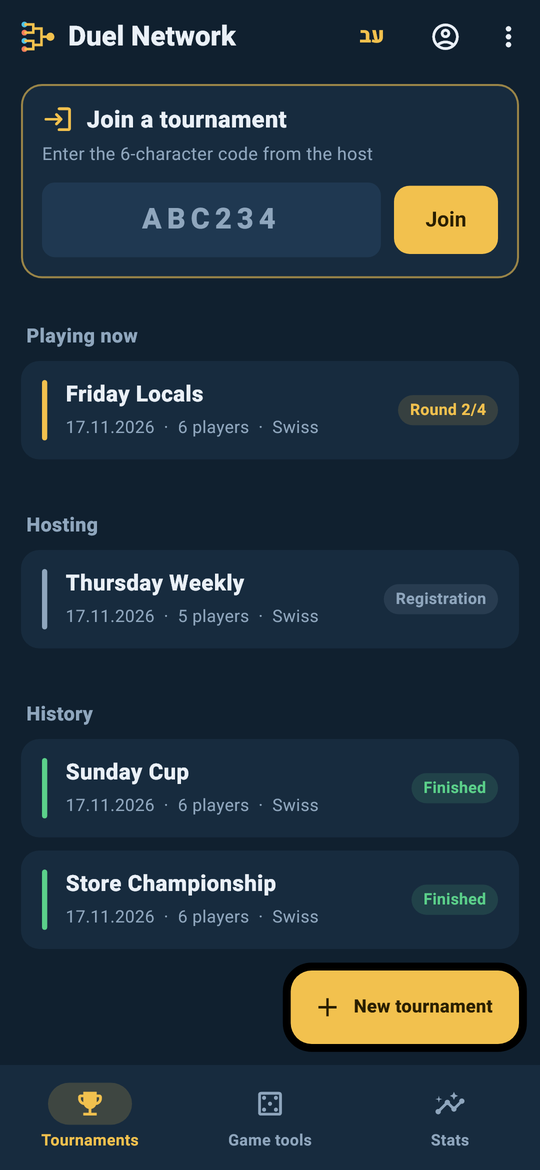 Duel Network
עב
Join a tournament
Enter the 6-character code from the host
ABC234
Join
Playing now
Friday Locals
17.11.2026 · 6 players · Swiss
Round 2/4
Hosting
Thursday Weekly
17.11.2026 · 5 players · Swiss
Registration
History
Sunday Cup
17.11.2026 · 6 players · Swiss
Finished
Store Championship
17.11.2026 · 6 players · Swiss
Finished
New tournament
Tournaments
Game tools
Stats